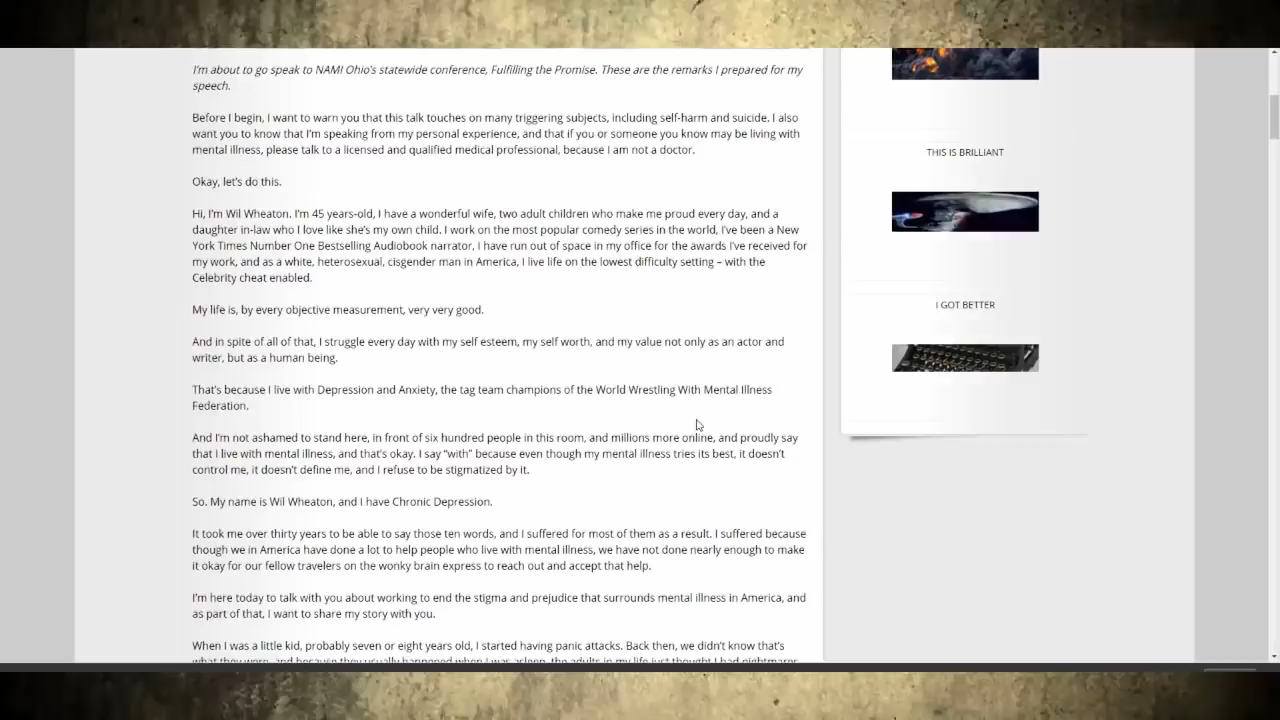 I'm about to go speak to NAMI Ohio's statewide conference, Fulfilling the Promise. These are the remarks I prepared for my
speech.
Before I begin, I want to warn you that this talk touches on many triggering subjects, including self-harm and suicide. I also
want you to know that I'm speaking from my personal experience, and that if you or someone you know may be living with
mental illness, please talk to a licensed and qualified medical professional, because I am not a doctor.
Okay, let's do this.
Hi, I'm Wil Wheaton. I'm 45 years-old, I have a wonderful wife, two adult children who make me proud every day, and a
daughter in-law who I love like she's my own child. I work on the most popular comedy series in the world, I've been a New
York Times Number One Bestselling Audiobook narrator, I have run out of space in my office for the awards I've received for
my work, and as a white, heterosexual, cisgender man in America, I live life on the lowest difficulty setting – with the
Celebrity cheat enabled.
My life is, by every objective measurement, very very good.
And in spite of all of that, I struggle every day with my self esteem, my self worth, and my value not only as an actor and
writer, but as a human being.
That's because I live with Depression and Anxiety, the tag team champions of the World Wrestling With Mental Illness
Federation.
And I'm not ashamed to stand here, in front of six hundred people in this room, and millions more online, and proudly say
that I live with mental illness, and that's okay. I say “with” because even though my mental illness tries its best, it doesn't
control me, it doesn't define me, and I refuse to be stigmatized by it.
So. My name is Wil Wheaton, and I have Chronic Depression.
It took me over thirty years to be able to say those ten words, and I suffered for most of them as a result. I suffered because
though we in America have done a lot to help people who live with mental illness, we have not done nearly enough to make
it okay for our fellow travelers on the wonky brain express to reach out and accept that help.
I'm here today to talk with you about working to end the stigma and prejudice that surrounds mental illness in America, and
as part of that, I want to share my story with you.
When I was a little kid, probably seven or eight years old, I started having panic attacks. Back then, we didn't know that's
what they were, and because they usually happened when I was asleep, the adults in my life just thought I had nightmares.
THIS IS BRILLIANT
I GOT BETTER